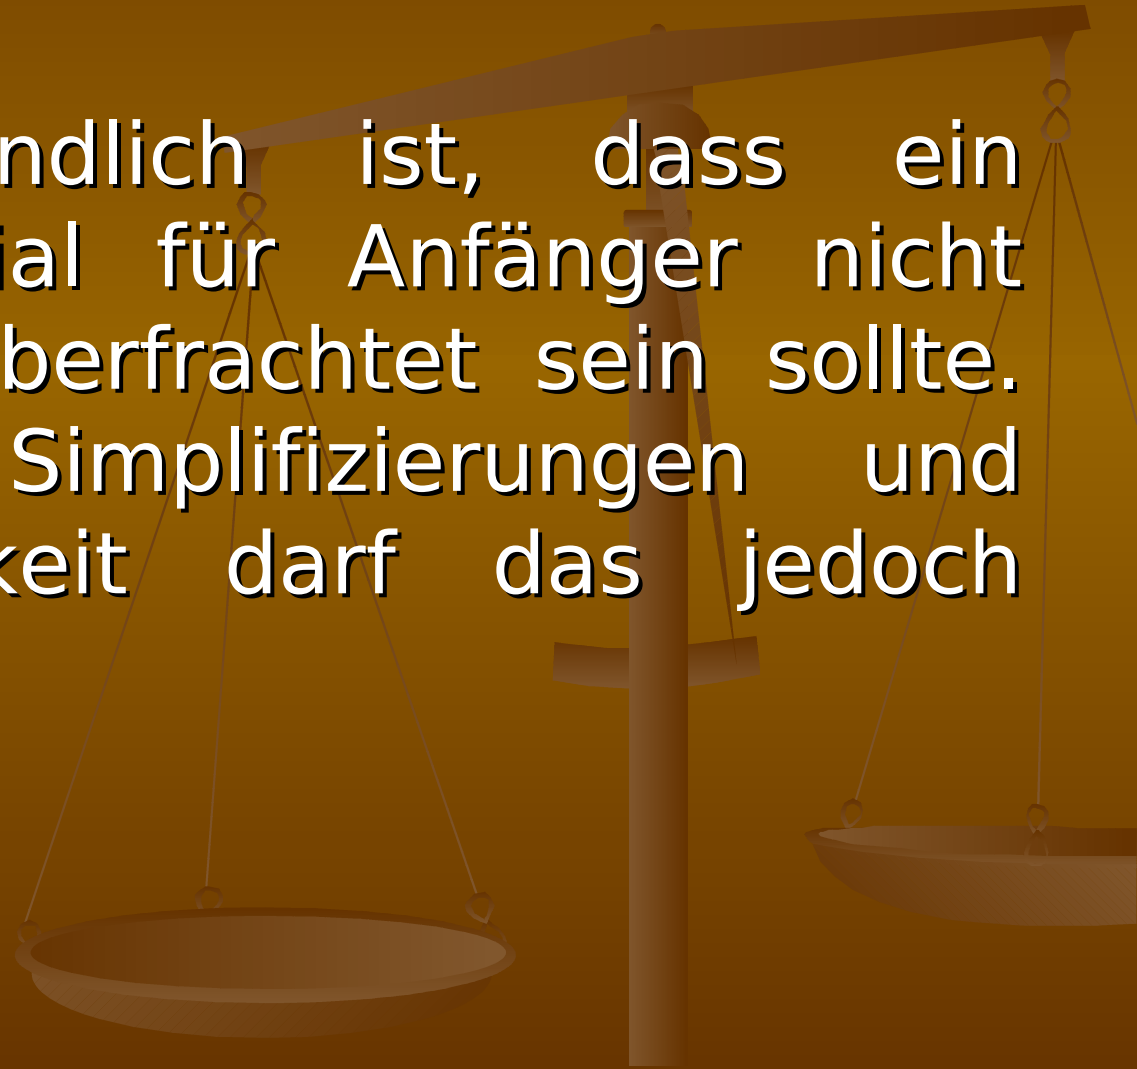 ndlich ist, dass ein
ial für Anfänger nicht
berfrachtet sein sollte.
Simplifizierungen und
keit darf das jedoch